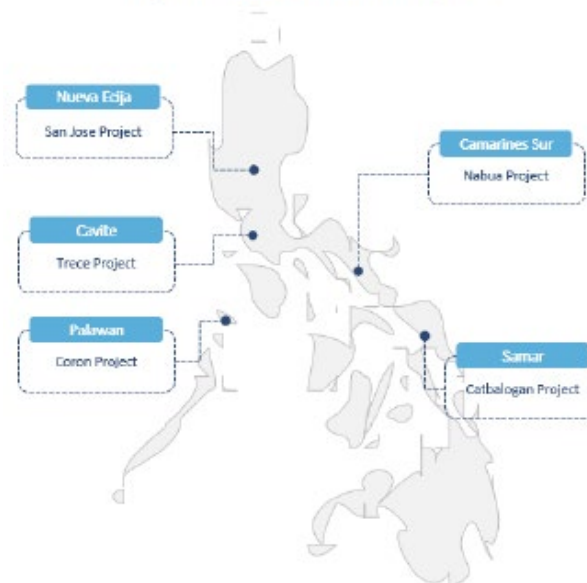 Nueva Ecija
San Jose Project
Camarines Sur
Nabua Project
Cavite
Trece Project
Palawan
Coron Project
Samar
Catbalogan Project